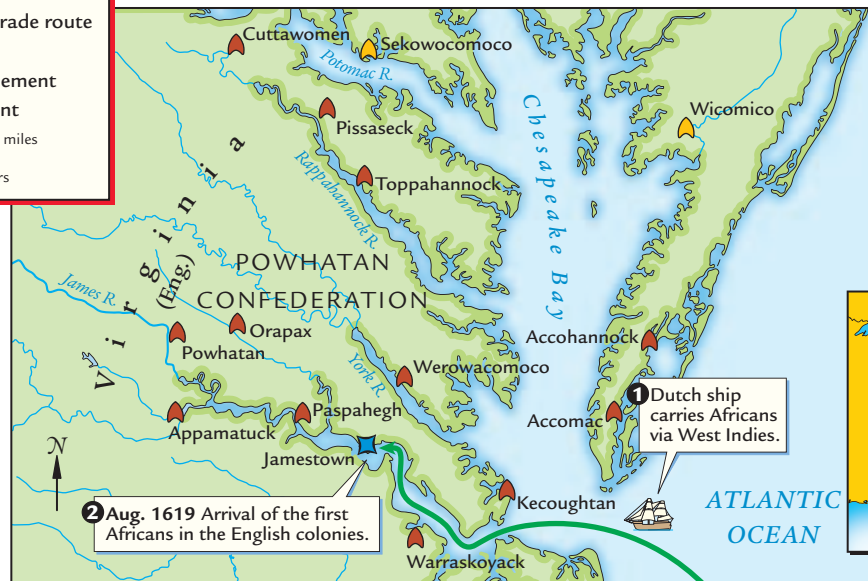 rade route
ement
nt
miles
rs
Cuttawomen
Sekowocomoco
Potomac R.
Wicomico
Pissaseck
Chesapeake Bay
Rappahannock R.
Toppahannock
Virginia
(Eng.)
POWHATAN
CONFEDERATION
James R.
Orapax
Powhatan
Accohannock
York R.
Werowacomoco
1 Dutch ship
carries Africans
via West Indies.
Paspahegh
Accomac
Appamatuck
Jamestown
N
Kecoughtan
ATLANTIC
OCEAN
2 Aug. 1619 Arrival of the first
Africans in the English colonies.
Warraskoyack